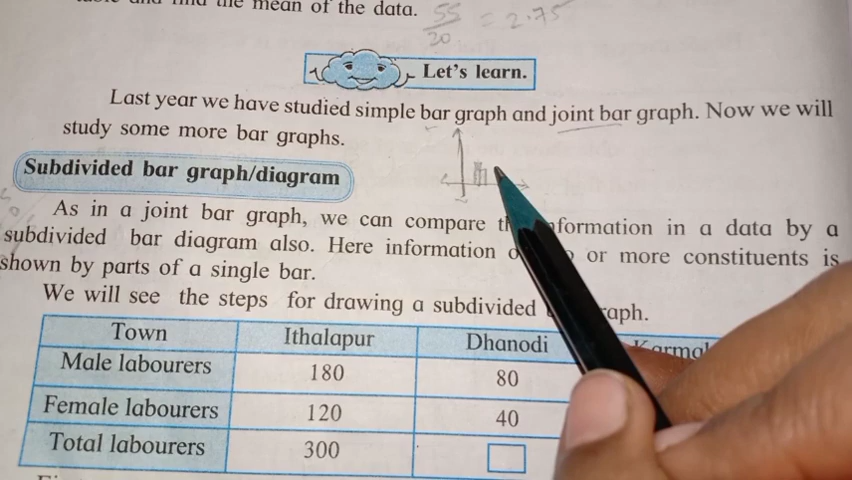 the mean of the data. 55/20 = 2.75
Let's learn.
Last year we have studied simple bar graph and joint bar graph. Now we will
study some more bar graphs.
Subdivided bar graph/diagram
As in a joint bar graph, we can compare information in a data by a
subdivided bar diagram also. Here information or more constituents is
shown by parts of a single bar.
We will see the steps for drawing a subdivided
Town Ithalapur Dhanodi
Male labourers 180 80
Female labourers 120 40
Total labourers 300